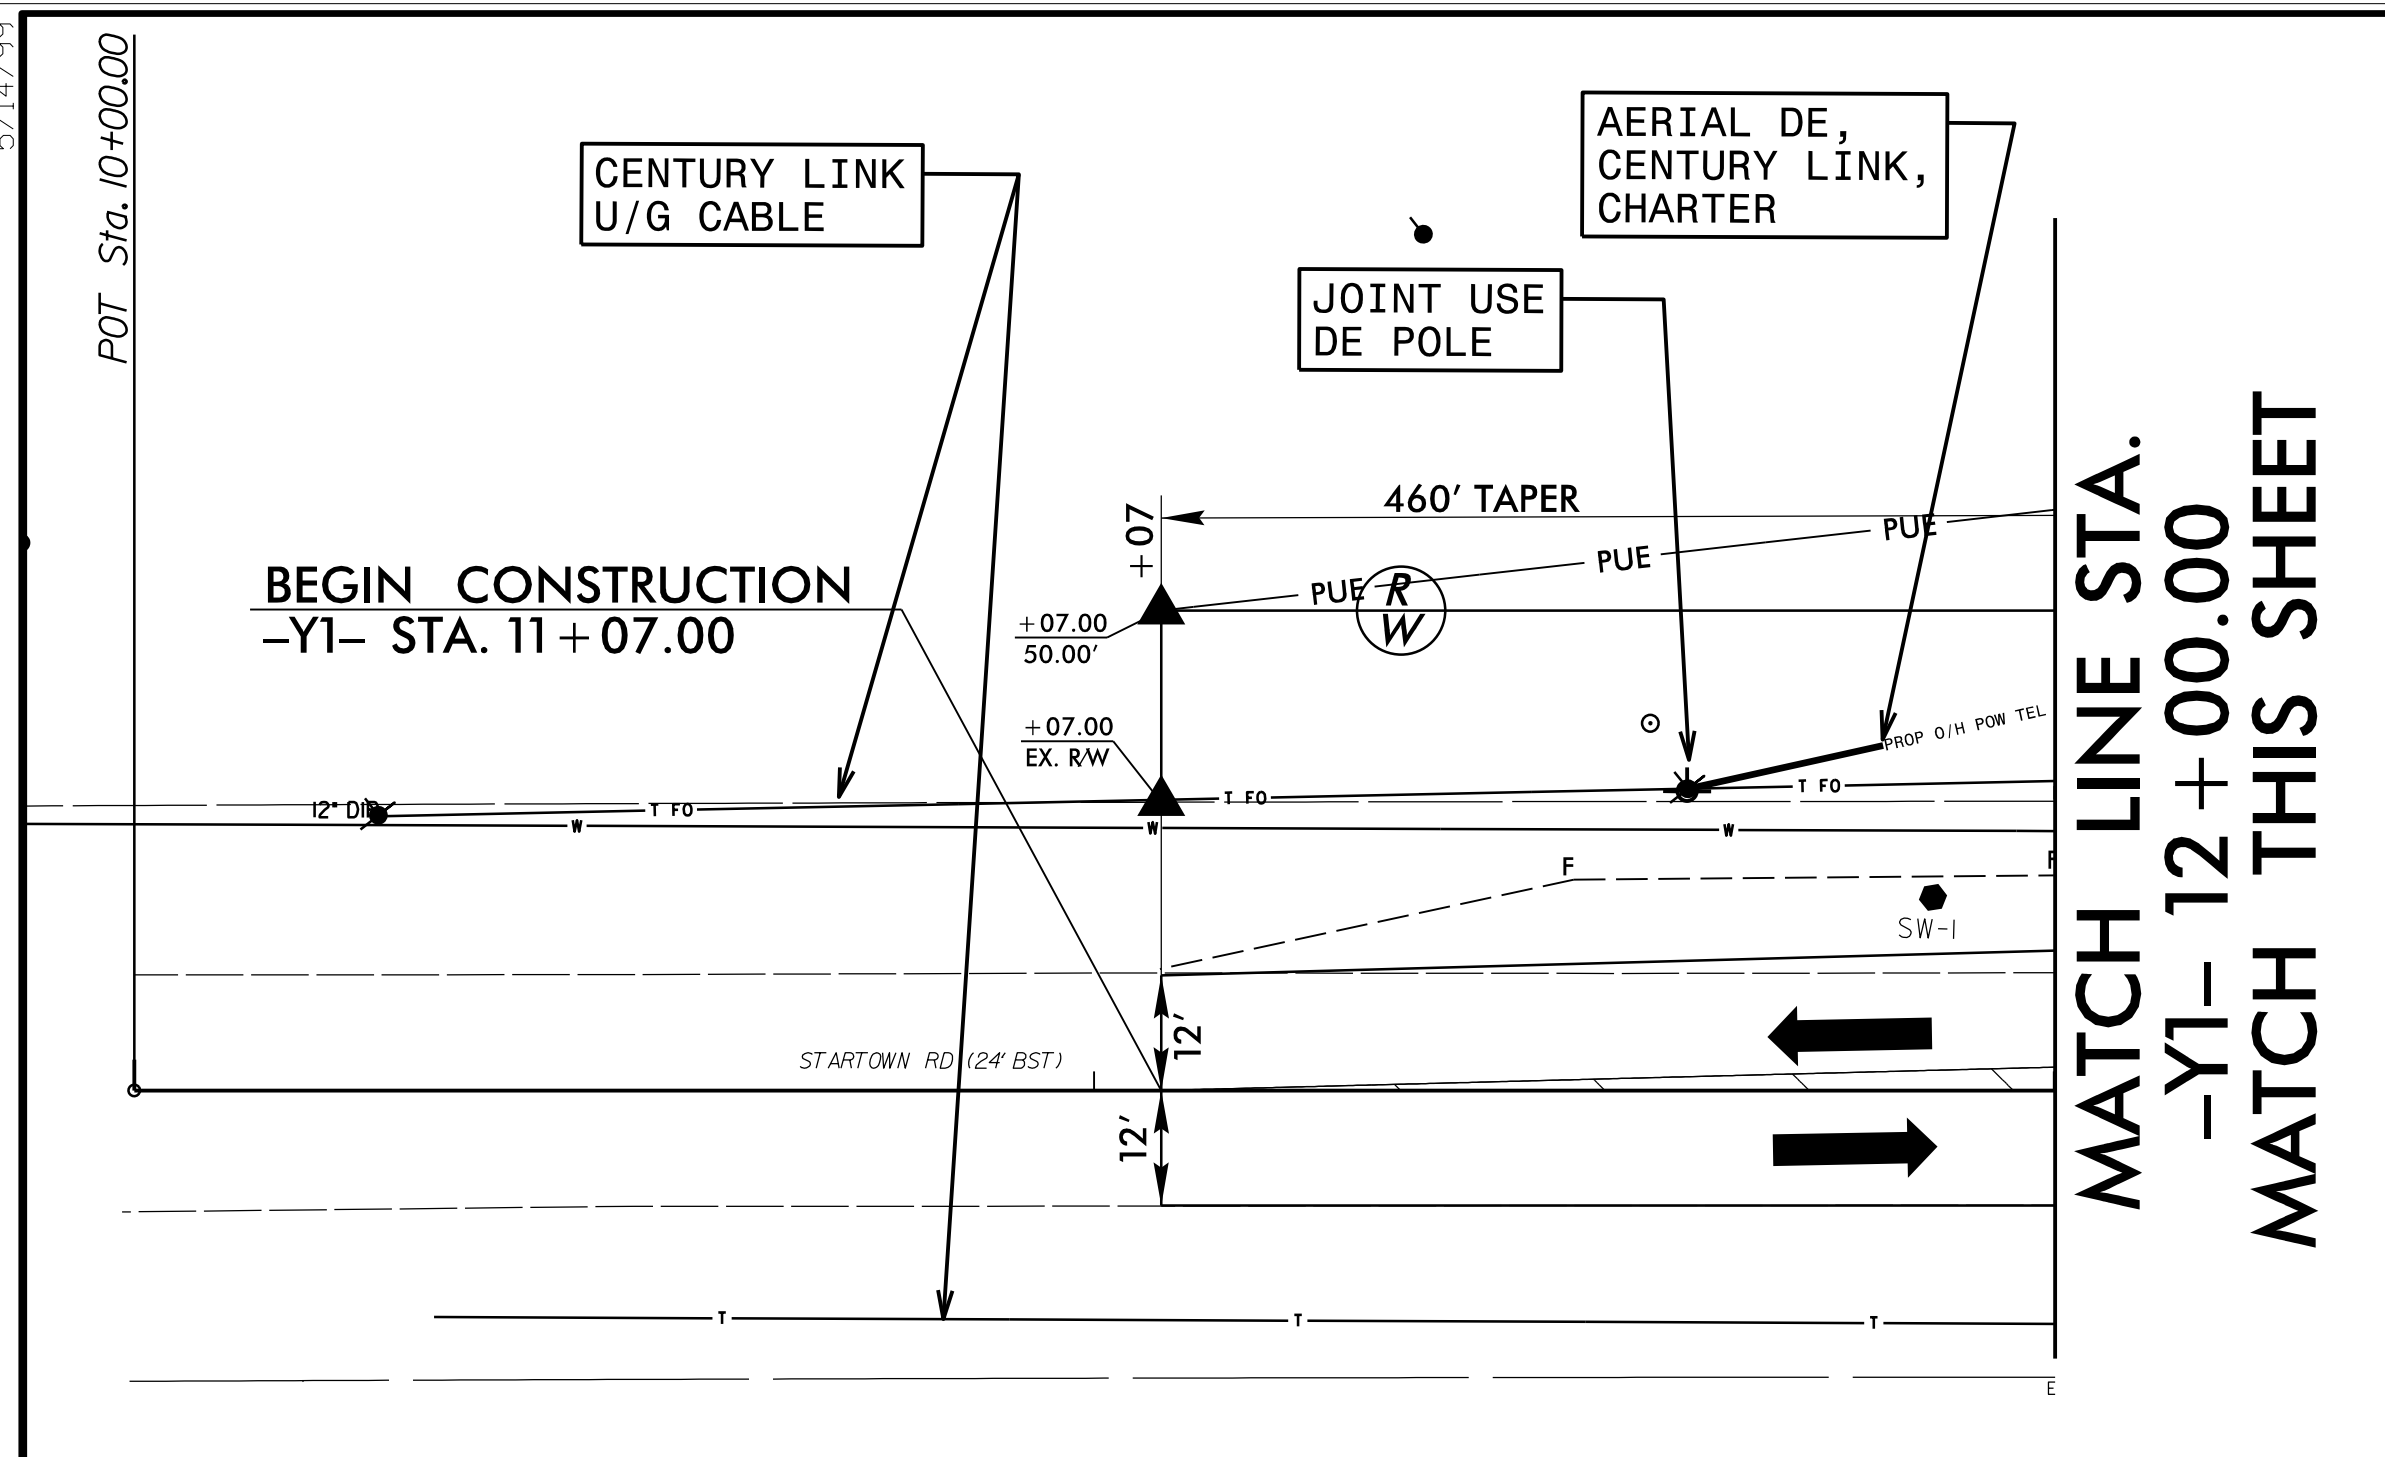 5/14/99
POT Sta. 10+00.00
CENTURY LINK
U/G CABLE
AERIAL DE,
CENTURY LINK,
CHARTER
JOINT USE
DE POLE
460' TAPER
+07
PUE
PUE
PUE
R
W
BEGIN CONSTRUCTION
-Y1- STA. 11+07.00
+07.00
50.00'
+07.00
EX. R/W
PROP O/H POW TEL
12" DIP
T FO
T FO
T FO
W
W
W
F
F
SW-1
12'
STARTOWN RD (24' BST)
12'
T
T
T
E
MATCH LINE STA.
-Y1- 12+00.00
MATCH THIS SHEET